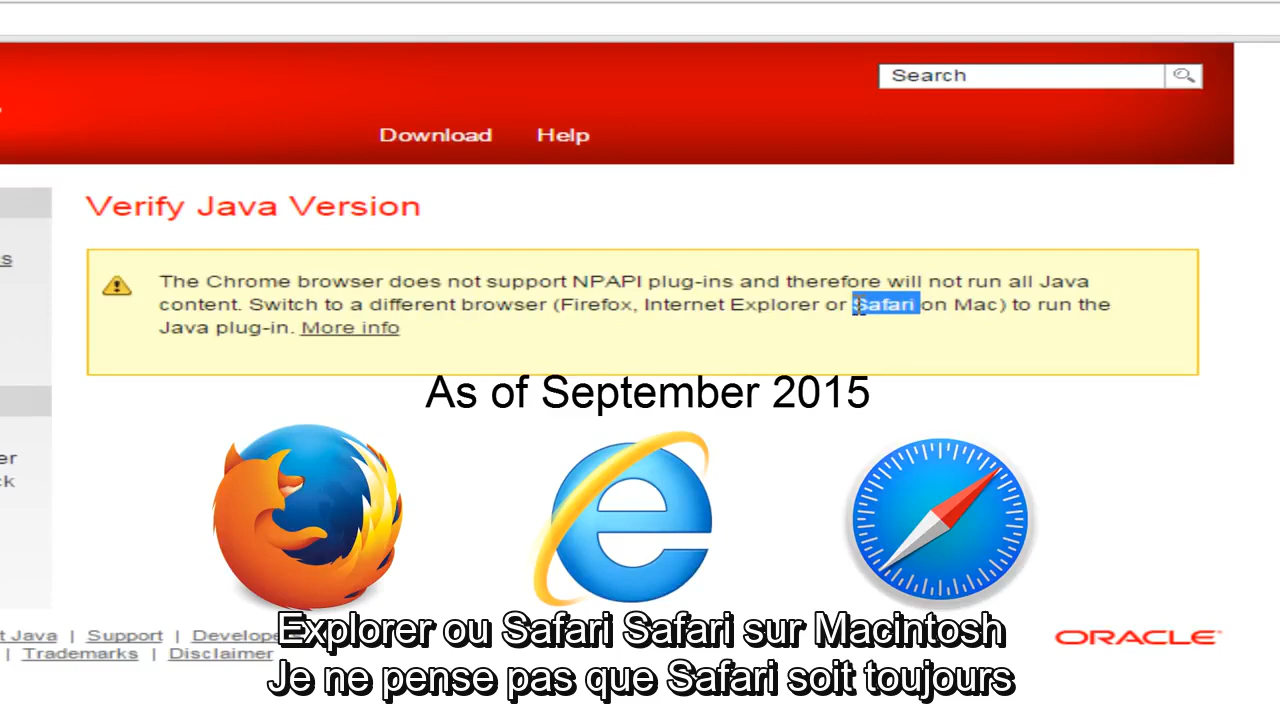 Search
Download Help
Verify Java Version
The Chrome browser does not support NPAPI plug-ins and therefore will not run all Java
content. Switch to a different browser (Firefox, Internet Explorer or Safari on Mac) to run the
Java plug-in. More info
As of September 2015
Explorer ou Safari Safari sur Macintosh
Je ne pense pas que Safari soit toujours
t Java | Support | Develope
| Trademarks | Disclaimer
ORACLE